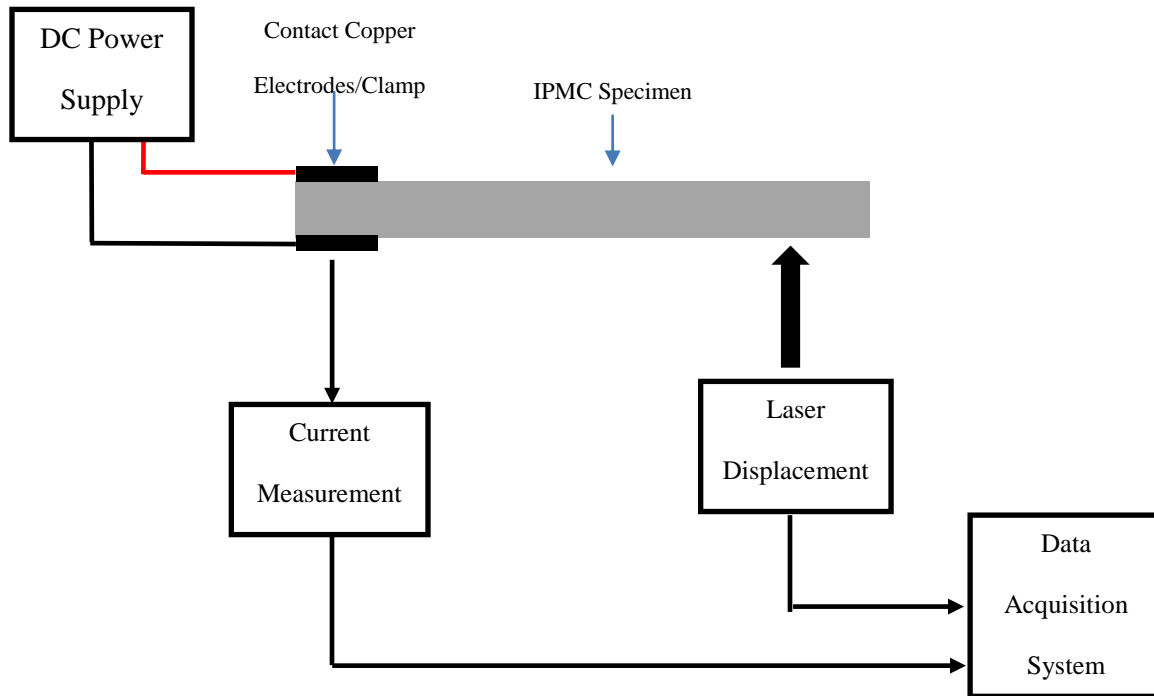 DC Power
Supply
Contact Copper
Electrodes/Clamp
IPMC Specimen
Current
Measurement
Laser
Displacement
Data
Acquisition
System